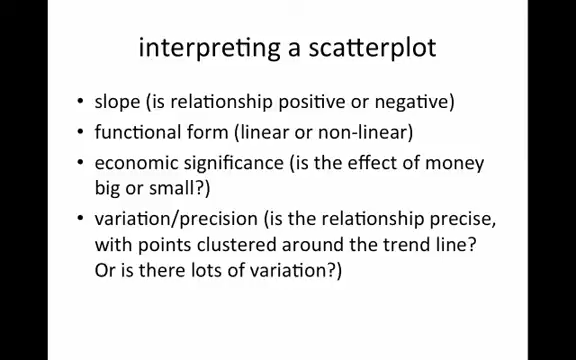 interpreting a scatterplot
• slope (is relationship positive or negative)
• functional form (linear or non-linear)
• economic significance (is the effect of money
big or small?)
• variation/precision (is the relationship precise,
with points clustered around the trend line?
Or is there lots of variation?)